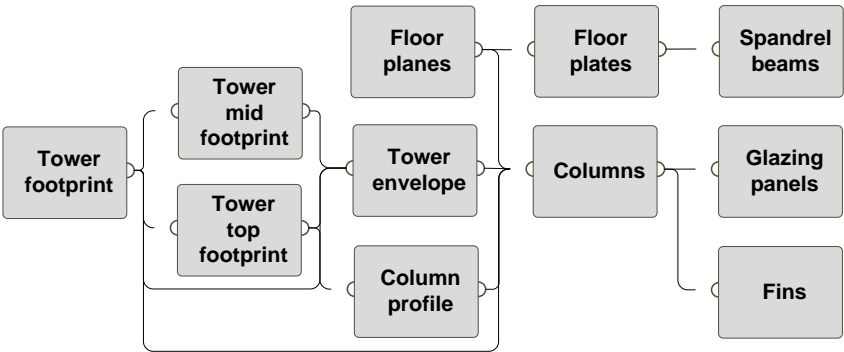 Tower
footprint
Tower
mid
footprint
Tower
top
footprint
Floor
planes
Tower
envelope
Column
profile
Floor
plates
Columns
Spandrel
beams
Glazing
panels
Fins